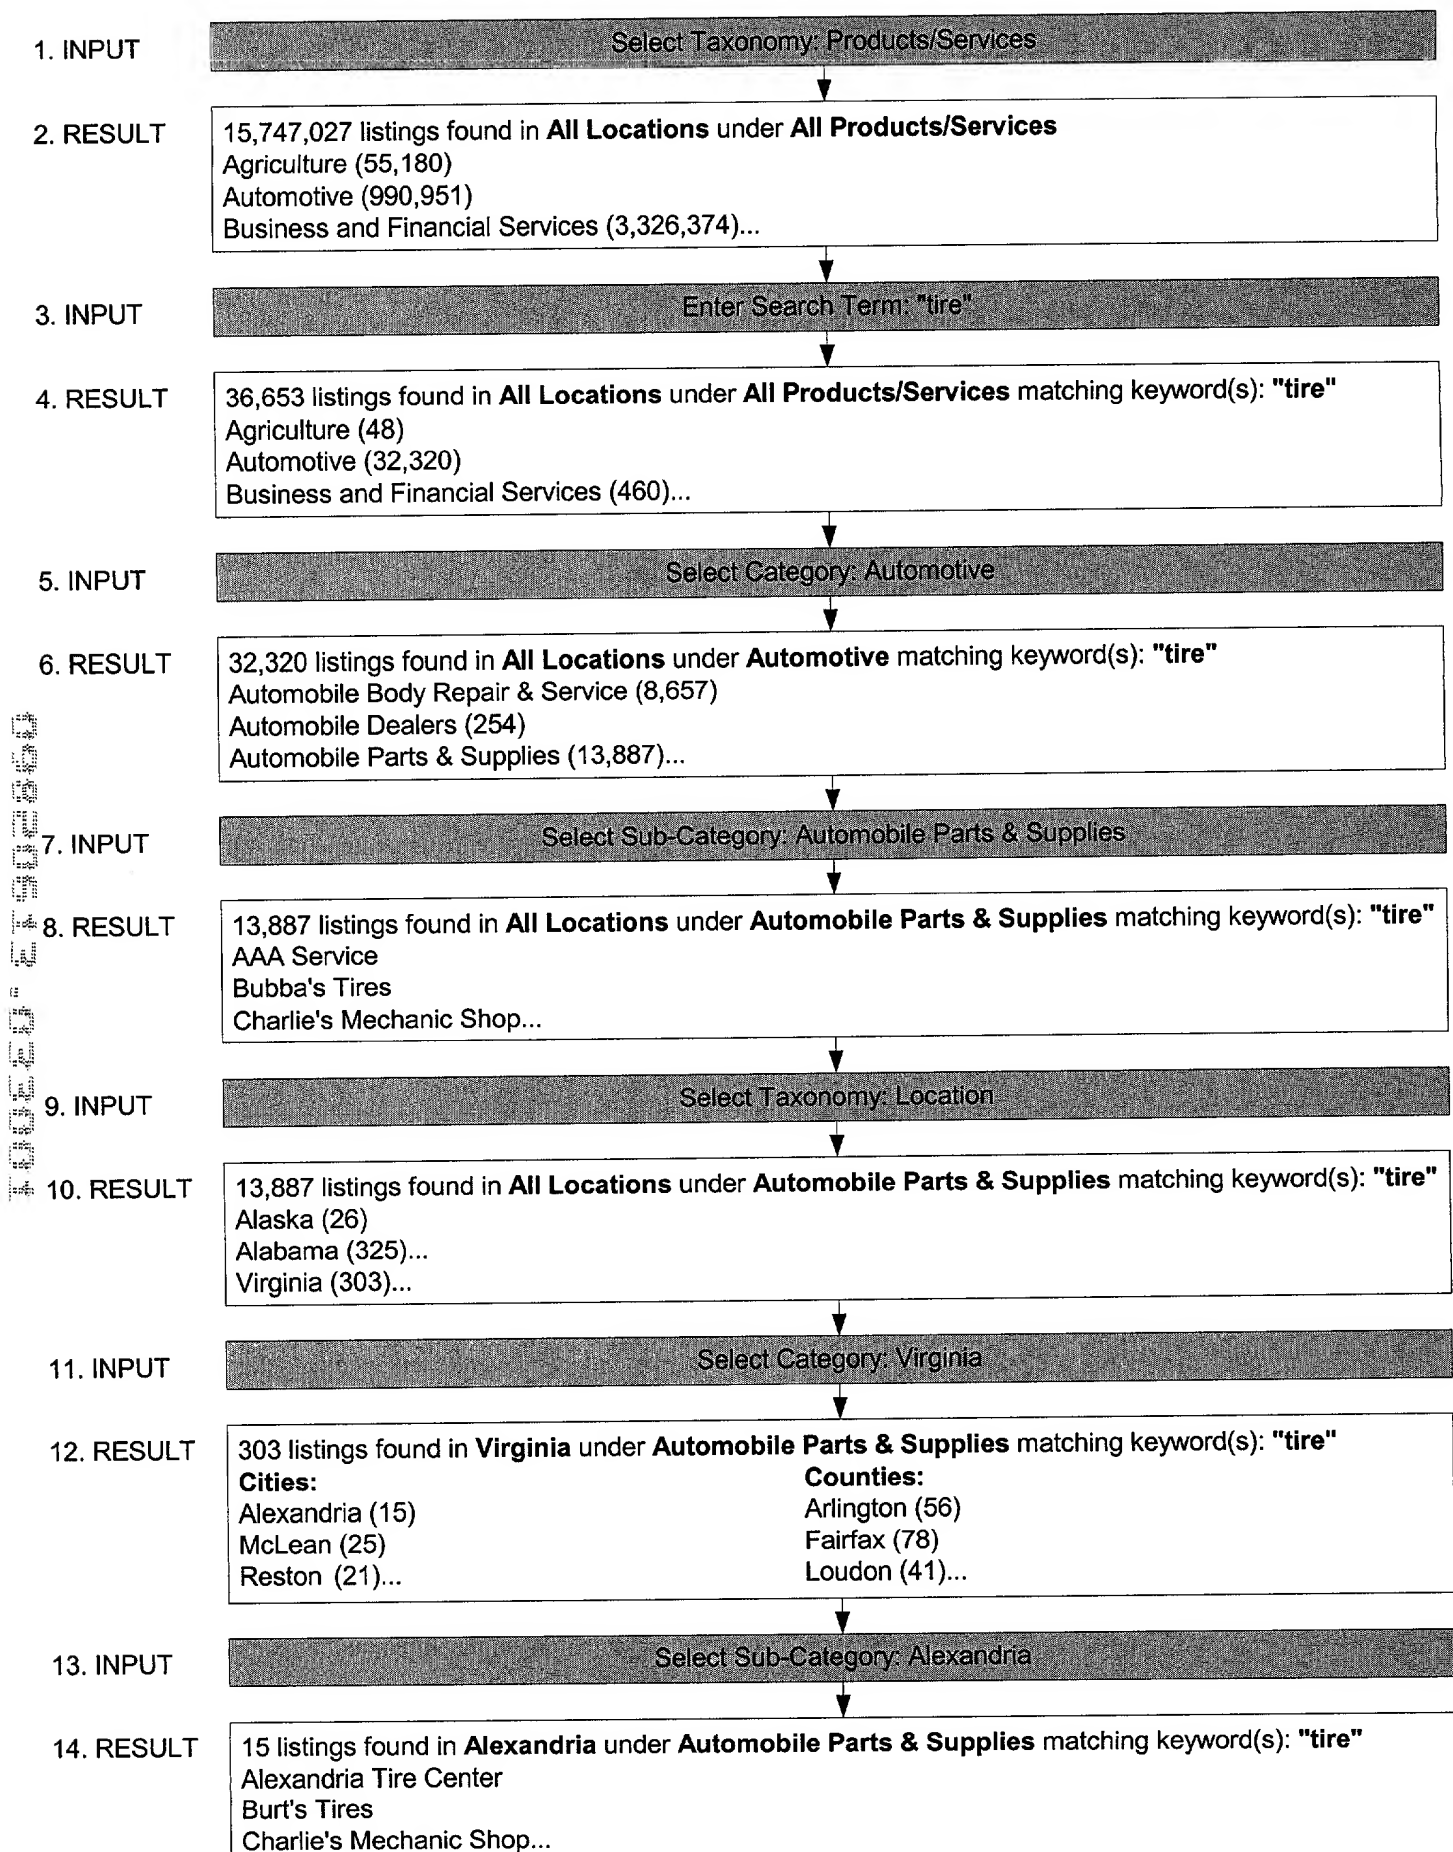 1. INPUT
Select Taxonomy: Products/Services
2. RESULT
15,747,027 listings found in All Locations under All Products/Services
Agriculture (55,180)
Automotive (990,951)
Business and Financial Services (3,326,374)...
3. INPUT
Enter Search Term: "tire"
4. RESULT
36,653 listings found in All Locations under All Products/Services matching keyword(s): "tire"
Agriculture (48)
Automotive (32,320)
Business and Financial Services (460)...
5. INPUT
Select Category: Automotive
6. RESULT
32,320 listings found in All Locations under Automotive matching keyword(s): "tire"
Automobile Body Repair & Service (8,657)
Automobile Dealers (254)
Automobile Parts & Supplies (13,887)...
7. INPUT
Select Sub-Category: Automobile Parts & Supplies
8. RESULT
13,887 listings found in All Locations under Automobile Parts & Supplies matching keyword(s): "tire"
AAA Service
Bubba's Tires
Charlie's Mechanic Shop...
9. INPUT
Select Taxonomy: Location
10. RESULT
13,887 listings found in All Locations under Automobile Parts & Supplies matching keyword(s): "tire"
Alaska (26)
Alabama (325)...
Virginia (303)...
11. INPUT
Select Category: Virginia
12. RESULT
303 listings found in Virginia under Automobile Parts & Supplies matching keyword(s): "tire"
Cities:
Alexandria (15)
McLean (25)
Reston (21)...
Counties:
Arlington (56)
Fairfax (78)
Loudon (41)...
13. INPUT
Select Sub-Category: Alexandria
14. RESULT
15 listings found in Alexandria under Automobile Parts & Supplies matching keyword(s): "tire"
Alexandria Tire Center
Burt's Tires
Charlie's Mechanic Shop...